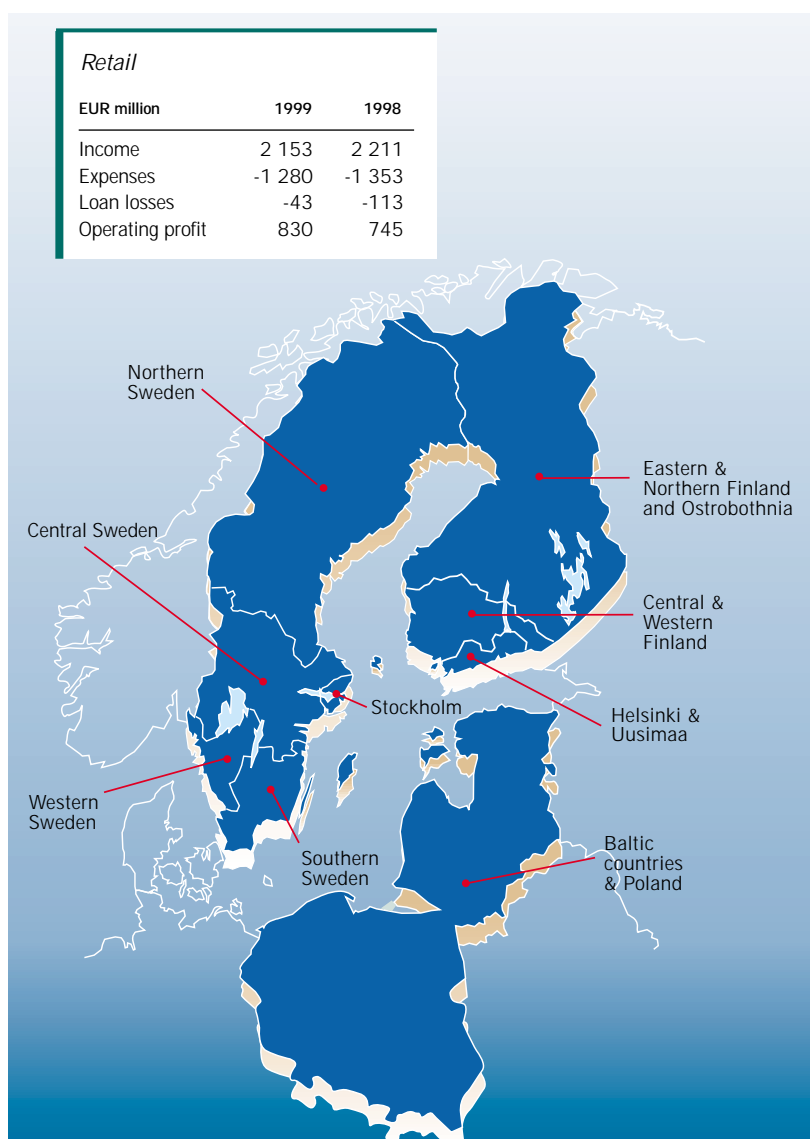 Retail
EUR million 1999 1998
Income 2 153 2 211
Expenses -1 280 -1 353
Loan losses -43 -113
Operating profit 830 745
Northern
Sweden
Eastern &
Northern Finland
and Ostrobothnia
Central Sweden
Central &
Western
Finland
Stockholm
Helsinki &
Uusimaa
Western
Sweden
Southern
Sweden
Baltic
countries
& Poland